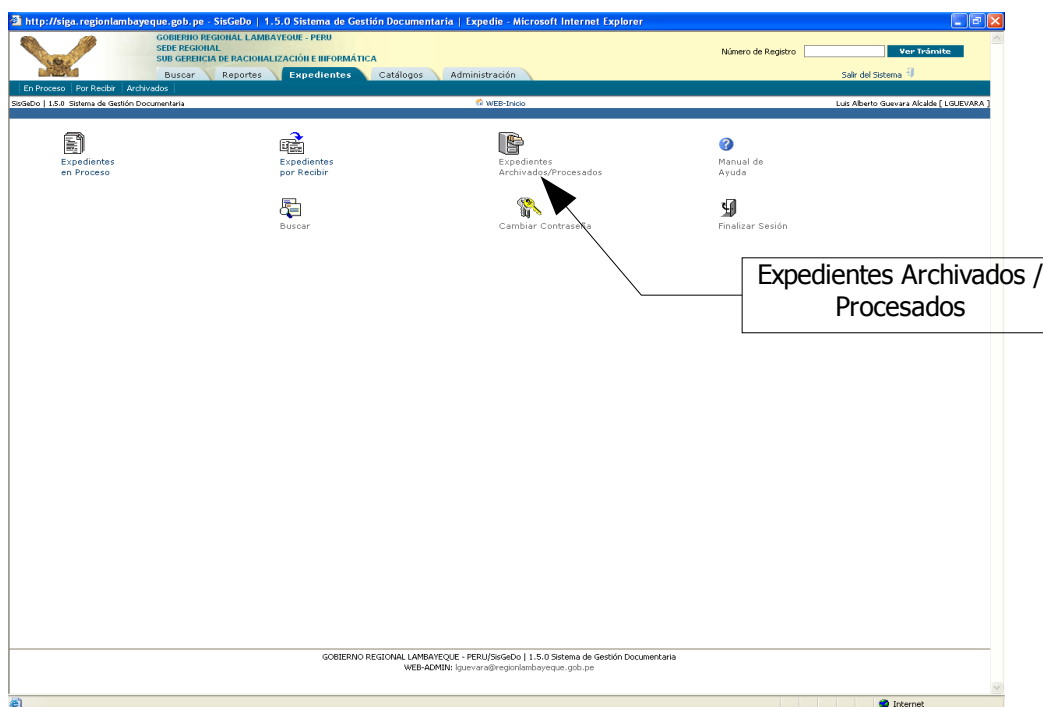 http://siga.regionlambayeque.gob.pe - SisGeDo | 1.5.0 Sistema de Gestión Documentaria | Expedie - Microsoft Internet Explorer
GOBIERNO REGIONAL LAMBAYEQUE - PERU
SEDE REGIONAL
SUB GERENCIA DE RACIONALIZACIÓN E INFORMÁTICA
Número de Registro
Ver Trámite
Buscar Reportes Expedientes Catálogos Administración
Salir del Sistema
En Proceso Por Recibir Archivados
SisGeDo | 1.5.0 Sistema de Gestión Documentaria WEB-Inicio Luis Alberto Guevara Alcalde [ LGUEVARA ]
Expedientes
en Proceso
Expedientes
por Recibir
Expedientes
Archivados/Procesados
Manual de
Ayuda
Buscar
Cambiar Contraseña
Finalizar Sesión
Expedientes Archivados /
Procesados
GOBIERNO REGIONAL LAMBAYEQUE - PERU/SisGeDo | 1.5.0 Sistema de Gestión Documentaria
WEB-ADMIN: lguevara@regionlambayeque.gob.pe
Internet